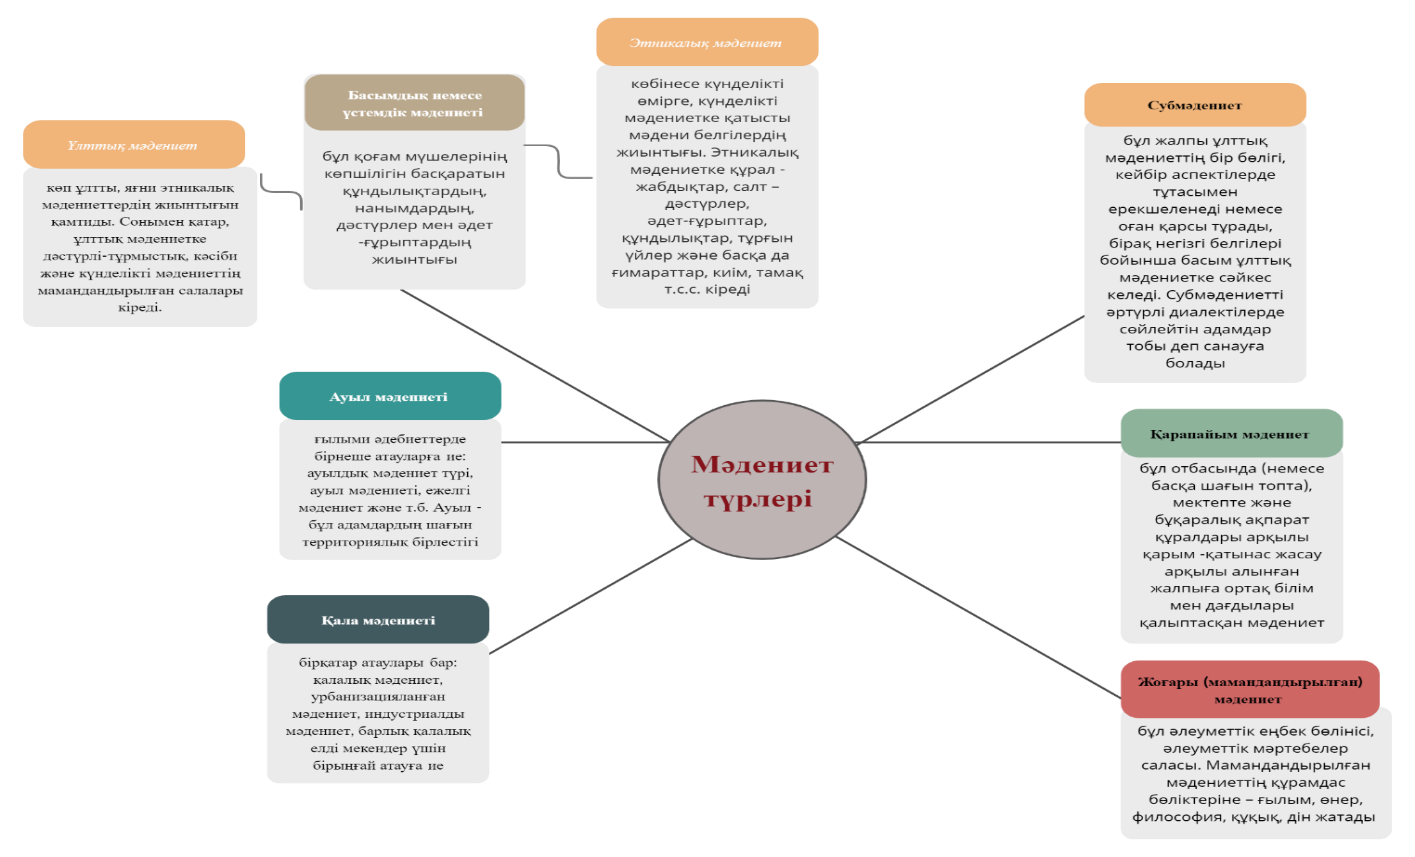 Этникалық мәдениет
көбінесе күнделікті
өмірге, күнделікті
мәдениетке қатысты
мәдени белгілердің
жиынтығы. Этникалық
мәдениетке құрал -
жабдықтар, салт –
дәстүрлер,
әдет-ғұрыптар,
құндылықтар, тұрғын
үйлер және басқа да
ғимараттар, киім, тамақ
т.с.с. кіреді
Басымдық немесе
үстемдік мәдениеті
бұл қоғам мүшелерінің
көпшілігін басқаратын
құндылықтардың,
нанымдардың,
дәстүрлер мен әдет
-ғұрыптардың
жиынтығы
Ұлттық мәдениет
көп ұлтты, яғни этникалық
мәдениеттердің жиынтығын
қамтиды. Сонымен қатар,
ұлттық мәдениетке
дәстүрлі-тұрмыстық, кәсіби
және күнделікті мәдениеттің
мамандандырылған салалары
кіреді.
Субмәдениет
бұл жалпы ұлттық
мәдениеттің бір бөлігі,
кейбір аспектілерде
тұтасымен
ерекшеленеді немесе
оған қарсы тұрады,
бірақ негізгі белгілері
бойынша басым ұлттық
мәдениетке сәйкес
келеді. Субмәдениетті
әртүрлі диалектілерде
сөйлейтін адамдар
тобы деп санауға
болады
Ауыл мәдениеті
ғылыми әдебиеттерде
бірнеше атауларға ие:
ауылдық мәдениет түрі,
ауыл мәдениеті, ежелгі
мәдениет және т.б. Ауыл -
бұл адамдардың шағын
территориялық бірлестігі
Мәдениет
түрлері
Қарапайым мәдениет
бұл отбасында (немесе
басқа шағын топта),
мектепте және
бұқаралық ақпарат
құралдары арқылы
қарым -қатынас жасау
арқылы алынған
жалпыға ортақ білім
мен дағдылары
қалыптасқан мәдениет
Қала мәдениеті
бірқатар атаулары бар:
қалалық мәдениет,
урбанизацияланған
мәдениет, индустриалды
мәдениет, барлық қалалық
елді мекендер үшін
бірыңғай атауға ие
Жоғары (мамандандырылған)
мәдениет
бұл әлеуметтік еңбек бөлінісі,
әлеуметтік мәртебелер
саласы. Мамандандырылған
мәдениеттің құрамдас
бөліктеріне – ғылым, өнер,
философия, құқық, дін жатады